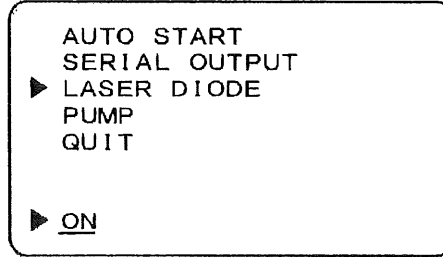 AUTO START
SERIAL OUTPUT
▶ LASER DIODE
PUMP
QUIT
▶ ON